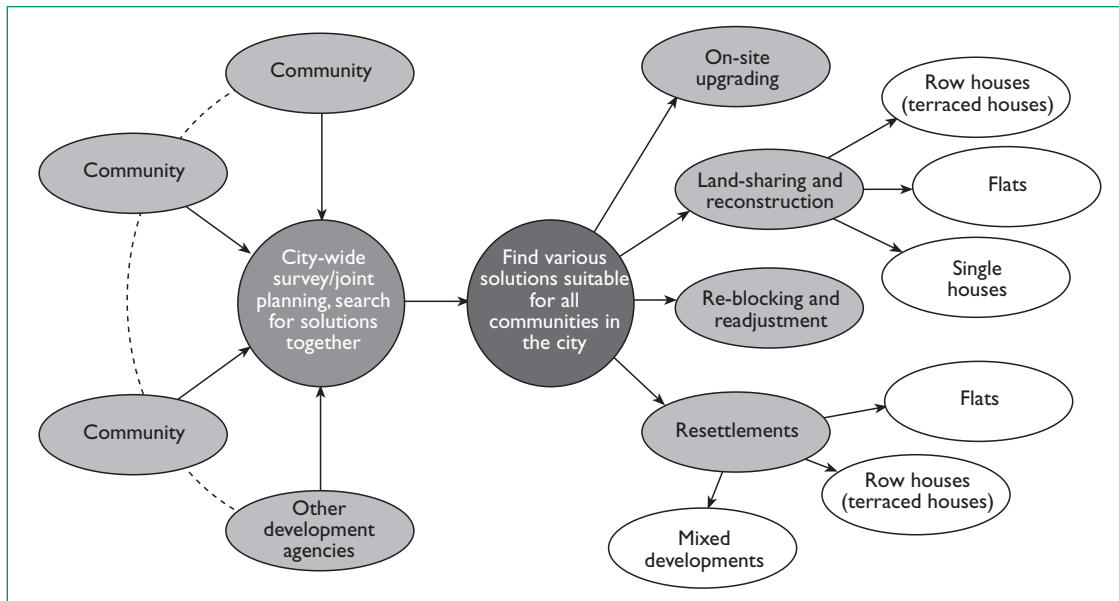 Community
Community
Community
Other
development
agencies
City-wide
survey/joint
planning, search
for solutions
together
Find various
solutions suitable
for all
communities in
the city
On-site
upgrading
Land-sharing and
reconstruction
Row houses
(terraced houses)
Flats
Single
houses
Re-blocking and
readjustment
Resettlements
Flats
Row houses
(terraced houses)
Mixed
developments